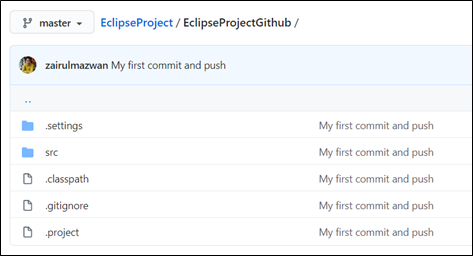 master EclipseProject / EclipseProjectGithub /
zairulmazwan My first commit and push
..
.settings My first commit and push
src My first commit and push
.classpath My first commit and push
.gitignore My first commit and push
.project My first commit and push